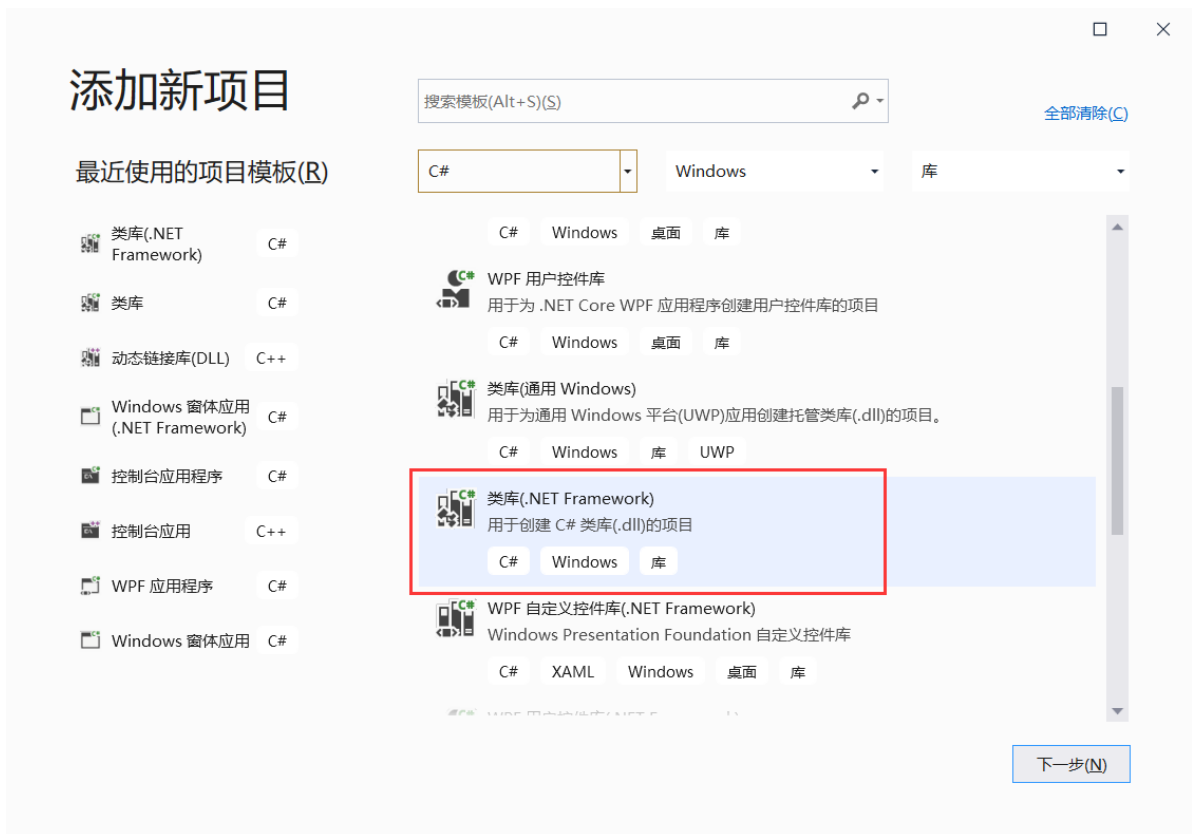 添加新项目
搜索模板(Alt+S)(S)
全部清除(C)
最近使用的项目模板(R)
C#
Windows
库
类库(.NET
Framework)
C#
类库
C#
动态链接库(DLL)
C++
Windows 窗体应用
(.NET Framework)
C#
控制台应用程序
C#
控制台应用
C++
WPF 应用程序
C#
Windows 窗体应用
C#
C# Windows 桌面 库
WPF 用户控件库
用于为 .NET Core WPF 应用程序创建用户控件库的项目
C# Windows 桌面 库
类库(通用 Windows)
用于为通用 Windows 平台(UWP)应用创建托管类库(.dll)的项目。
C# Windows 库 UWP
类库(.NET Framework)
用于创建 C# 类库(.dll)的项目
C# Windows 库
WPF 自定义控件库(.NET Framework)
Windows Presentation Foundation 自定义控件库
C# XAML Windows 桌面 库
下一步(N)